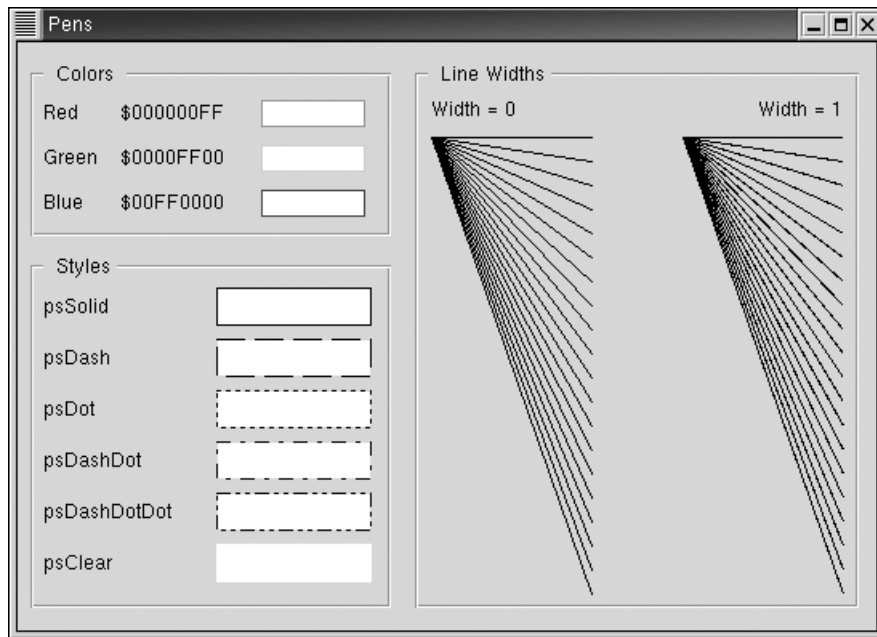 Pens
Colors
Red $000000FF
Green $0000FF00
Blue $00FF0000
Styles
psSolid
psDash
psDot
psDashDot
psDashDotDot
psClear
Line Widths
Width = 0 Width = 1